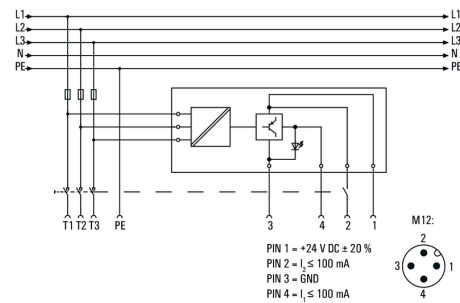 L1 L1
L2 L2
L3 L3
N N
PE PE
T1 T2 T3 PE 3 4 2 1
M12:
2
3 1
4
PIN 1 = +24 V DC ± 20 %
PIN 2 = I₂ ≤ 100 mA
PIN 3 = GND
PIN 4 = I₁ ≤ 100 mA